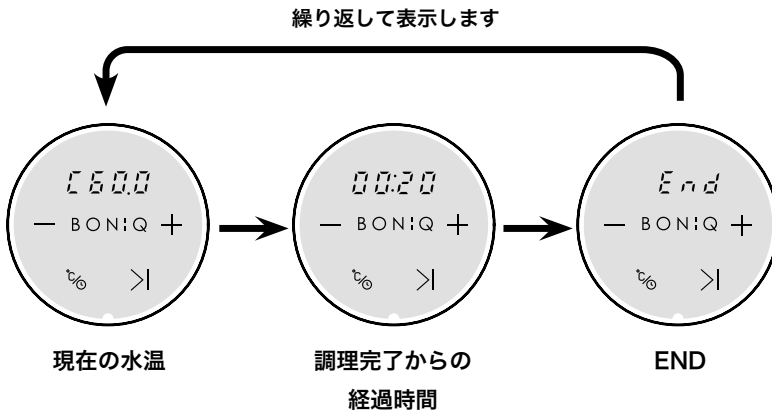 繰り返して表示します
C60.0
00:20
End
− BONIQ +
− BONIQ +
− BONIQ +
℃/
℃/
℃/
現在の水温
調理完了からの
経過時間
END